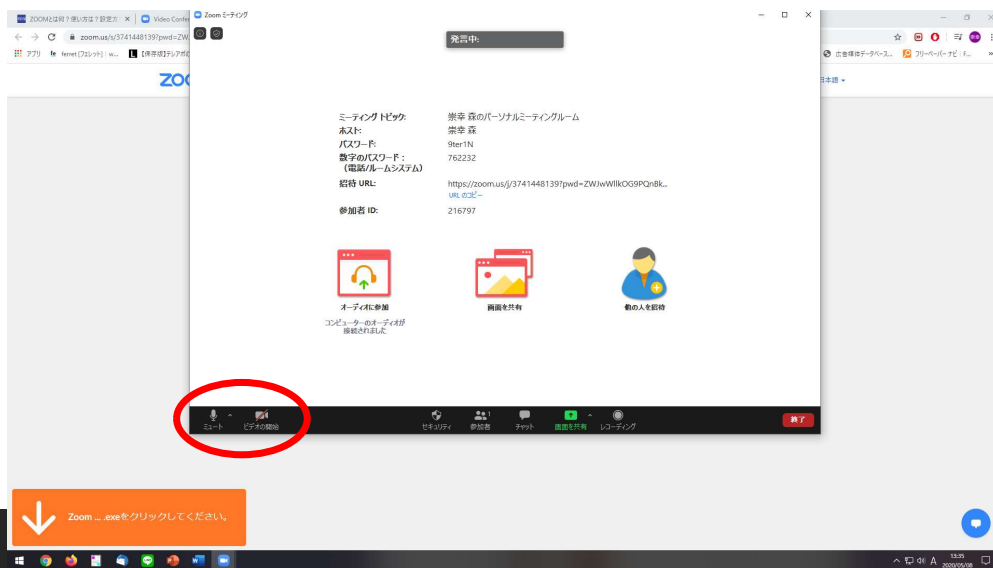 ZOOMとは何？使い方は？設定方
Video Confer
Zoom ミーティング
zoom.us/j/3741448139?pwd=ZW
アプリ
ferret [フェレット]：w...
【保存版】テレアポ
広告媒体データベース...
フリーペーパーナビ：F...
ZOO
日本語
発言中:
ミーティング トピック:
崇幸 森のパーソナルミーティングルーム
ホスト:
崇幸 森
パスワード:
9ter1N
数字のパスワード：
（電話/ルームシステム）
762232
招待 URL:
https://zoom.us/j/3741448139?pwd=ZWJwWllkOG9PQnBk...
URL のコピー
参加者 ID:
216797
オーディオに参加
画面を共有
他の人を招待
コンピューターのオーディオが
接続されました
ミュート
ビデオの開始
セキュリティ
1
参加者
チャット
画面を共有
レコーディング
終了
Zoom ... .exeをクリックしてください。
A
13:35
2020/05/08